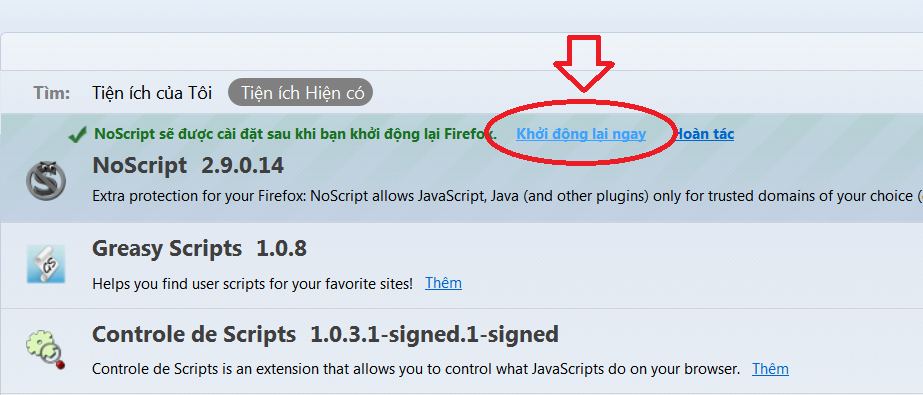 Tìm: Tiện ích của Tôi Tiện ích Hiện có
NoScript sẽ được cài đặt sau khi bạn khởi động lại Firefox. Khởi động lại ngay Hoàn tác
NoScript 2.9.0.14
Extra protection for your Firefox: NoScript allows JavaScript, Java (and other plugins) only for trusted domains of your choice (
Greasy Scripts 1.0.8
Helps you find user scripts for your favorite sites! Thêm
Controle de Scripts 1.0.3.1-signed.1-signed
Controle de Scripts is an extension that allows you to control what JavaScripts do on your browser. Thêm